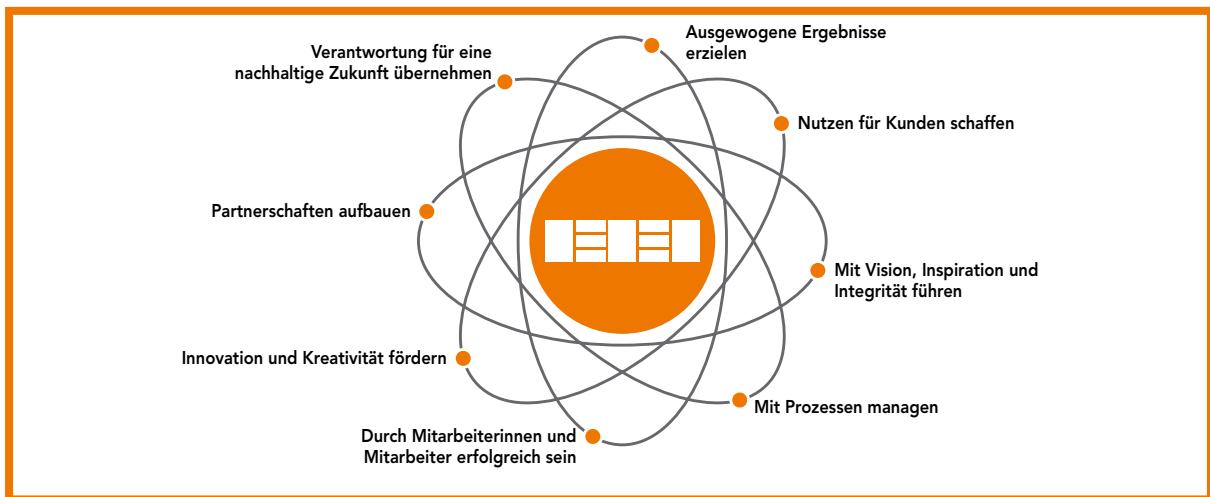 Ausgewogene Ergebnisse
erzielen
Nutzen für Kunden schaffen
Mit Vision, Inspiration und
Integrität führen
Mit Prozessen managen
Durch Mitarbeiterinnen und
Mitarbeiter erfolgreich sein
Innovation und Kreativität fördern
Partnerschaften aufbauen
Verantwortung für eine
nachhaltige Zukunft übernehmen